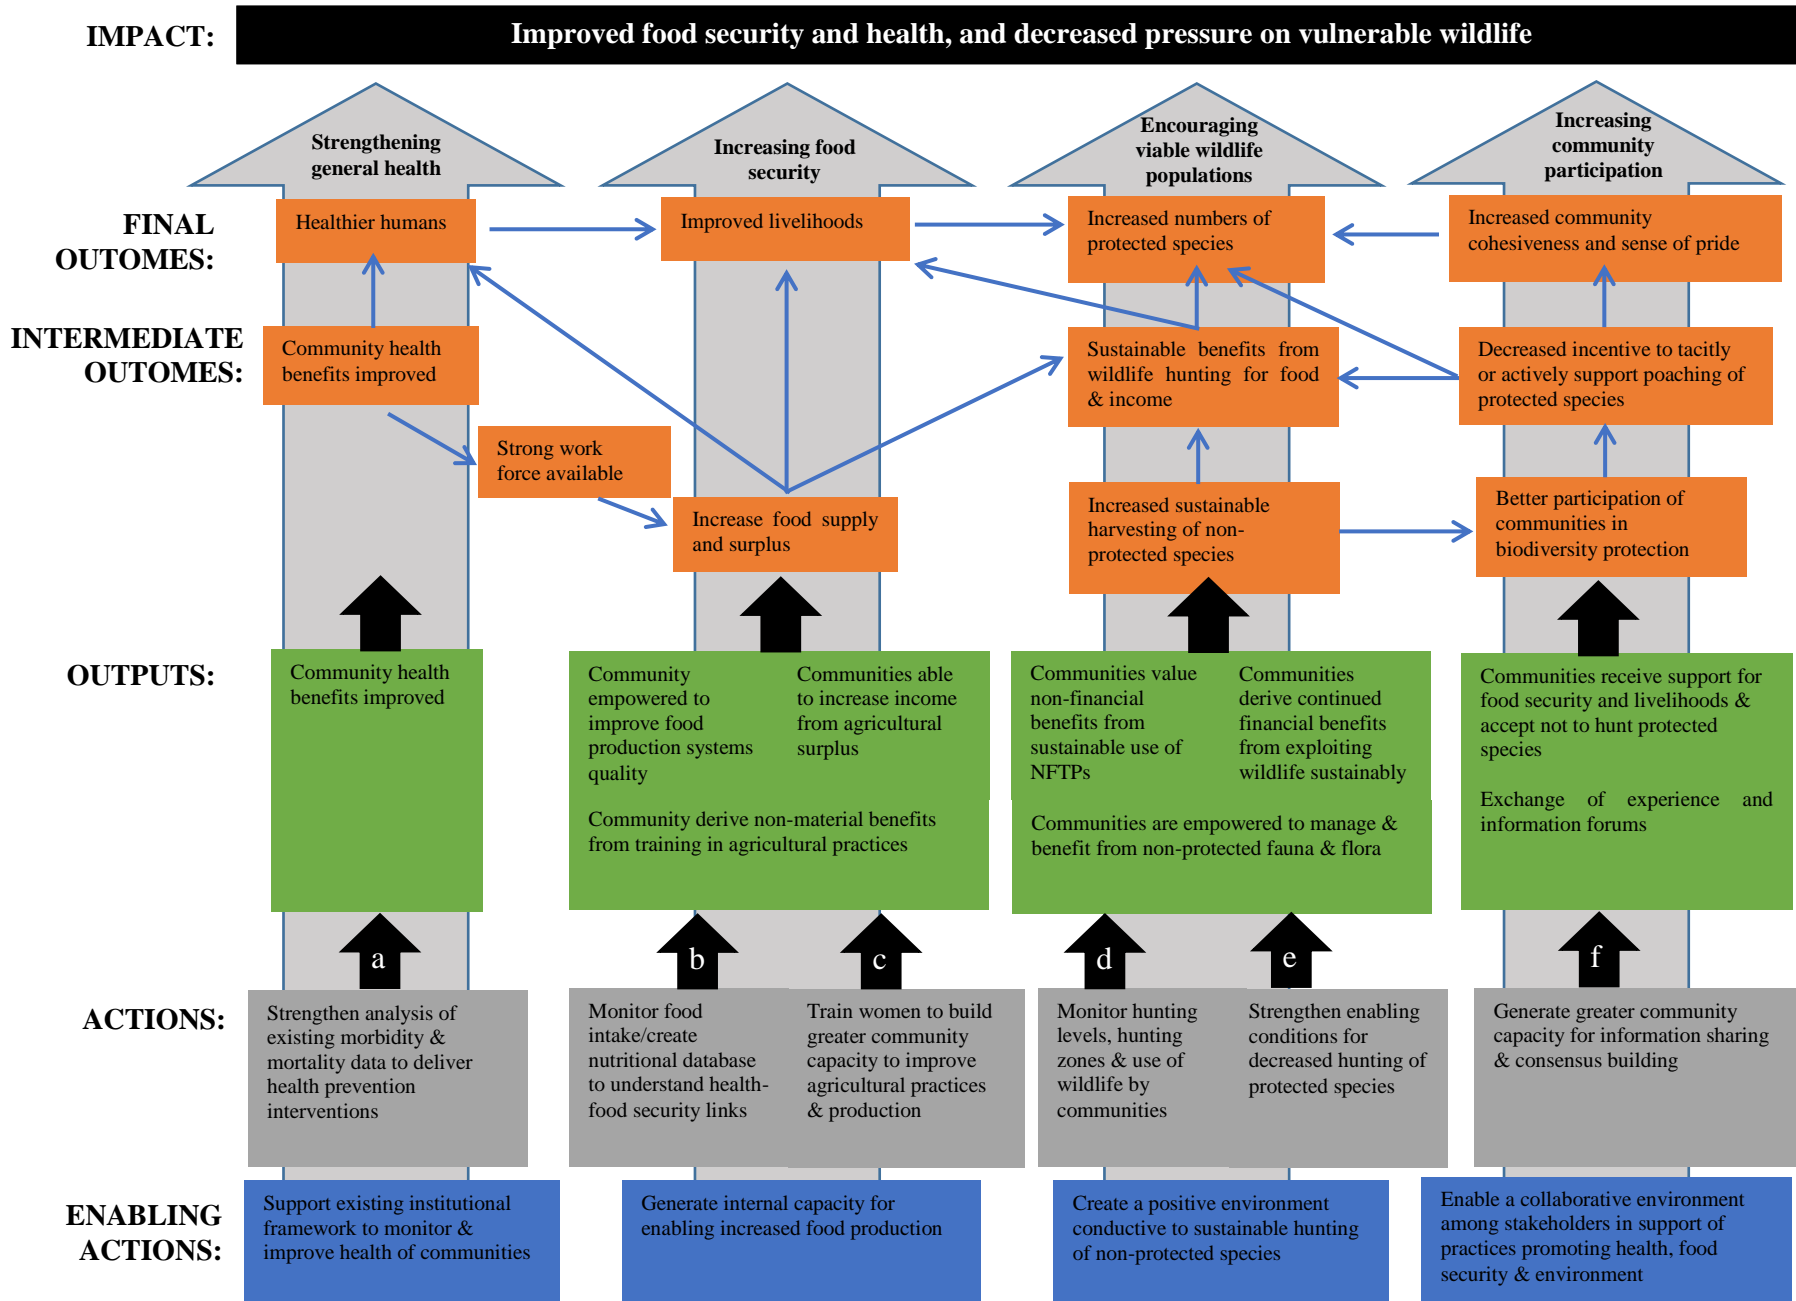 IMPACT:
Improved food security and health, and decreased pressure on vulnerable wildlife
Strengthening
general health
Increasing food
security
Encouraging
viable wildlife
populations
Increasing
community
participation
FINAL
OUTOMES:
Healthier humans
Improved livelihoods
Increased numbers of
protected species
Increased community
cohesiveness and sense of pride
INTERMEDIATE
OUTCOMES:
Community health
benefits improved
Strong work
force available
Increase food supply
and surplus
Sustainable benefits from
wildlife hunting for food
& income
Increased sustainable
harvesting of non-
protected species
Decreased incentive to tacitly
or actively support poaching of
protected species
Better participation of
communities in
biodiversity protection
OUTPUTS:
Community health
benefits improved
Community
empowered to
improve food
production systems
quality
Communities able
to increase income
from agricultural
surplus
Community derive non-material benefits
from training in agricultural practices
Communities value
non-financial
benefits from
sustainable use of
NFTPs
Communities
derive continued
financial benefits
from exploiting
wildlife sustainably
Communities are empowered to manage &
benefit from non-protected fauna & flora
Communities receive support for
food security and livelihoods &
accept not to hunt protected
species
Exchange of experience and
information forums
a
b
c
d
e
f
ACTIONS:
Strengthen analysis of
existing morbidity &
mortality data to deliver
health prevention
interventions
Monitor food
intake/create
nutritional database
to understand health-
food security links
Train women to build
greater community
capacity to improve
agricultural practices
& production
Monitor hunting
levels, hunting
zones & use of
wildlife by
communities
Strengthen enabling
conditions for
decreased hunting of
protected species
Generate greater community
capacity for information sharing
& consensus building
ENABLING
ACTIONS:
Support existing institutional
framework to monitor &
improve health of communities
Generate internal capacity for
enabling increased food production
Create a positive environment
conductive to sustainable hunting
of non-protected species
Enable a collaborative environment
among stakeholders in support of
practices promoting health, food
security & environment